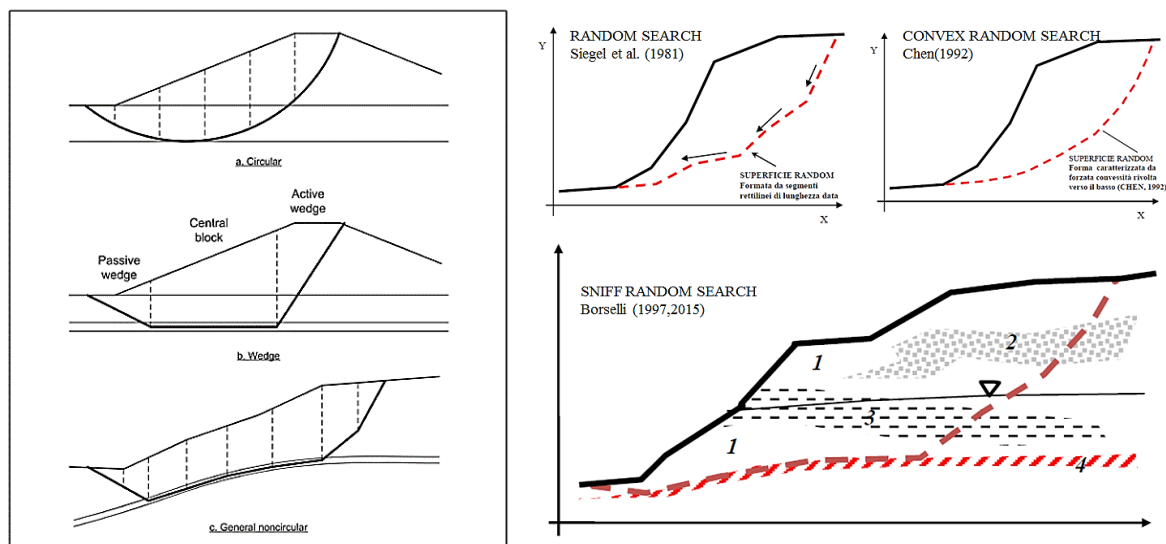 a. Circular
Active
wedge
Central
block
Passive
wedge
b. Wedge
c. General noncircular
RANDOM SEARCH
Siegel et al. (1981)
Y
SUPERFICIE RANDOM
Formata da segmenti
rettilinei di lunghezza data
X
CONVEX RANDOM SEARCH
Chen(1992)
Y
SUPERFICIE RANDOM
Forma caratterizzata da
forzata convessità rivolta
verso il basso (CHEN, 1992)
X
SNIFF RANDOM SEARCH
Borselli (1997,2015)
1
2
3
1
4